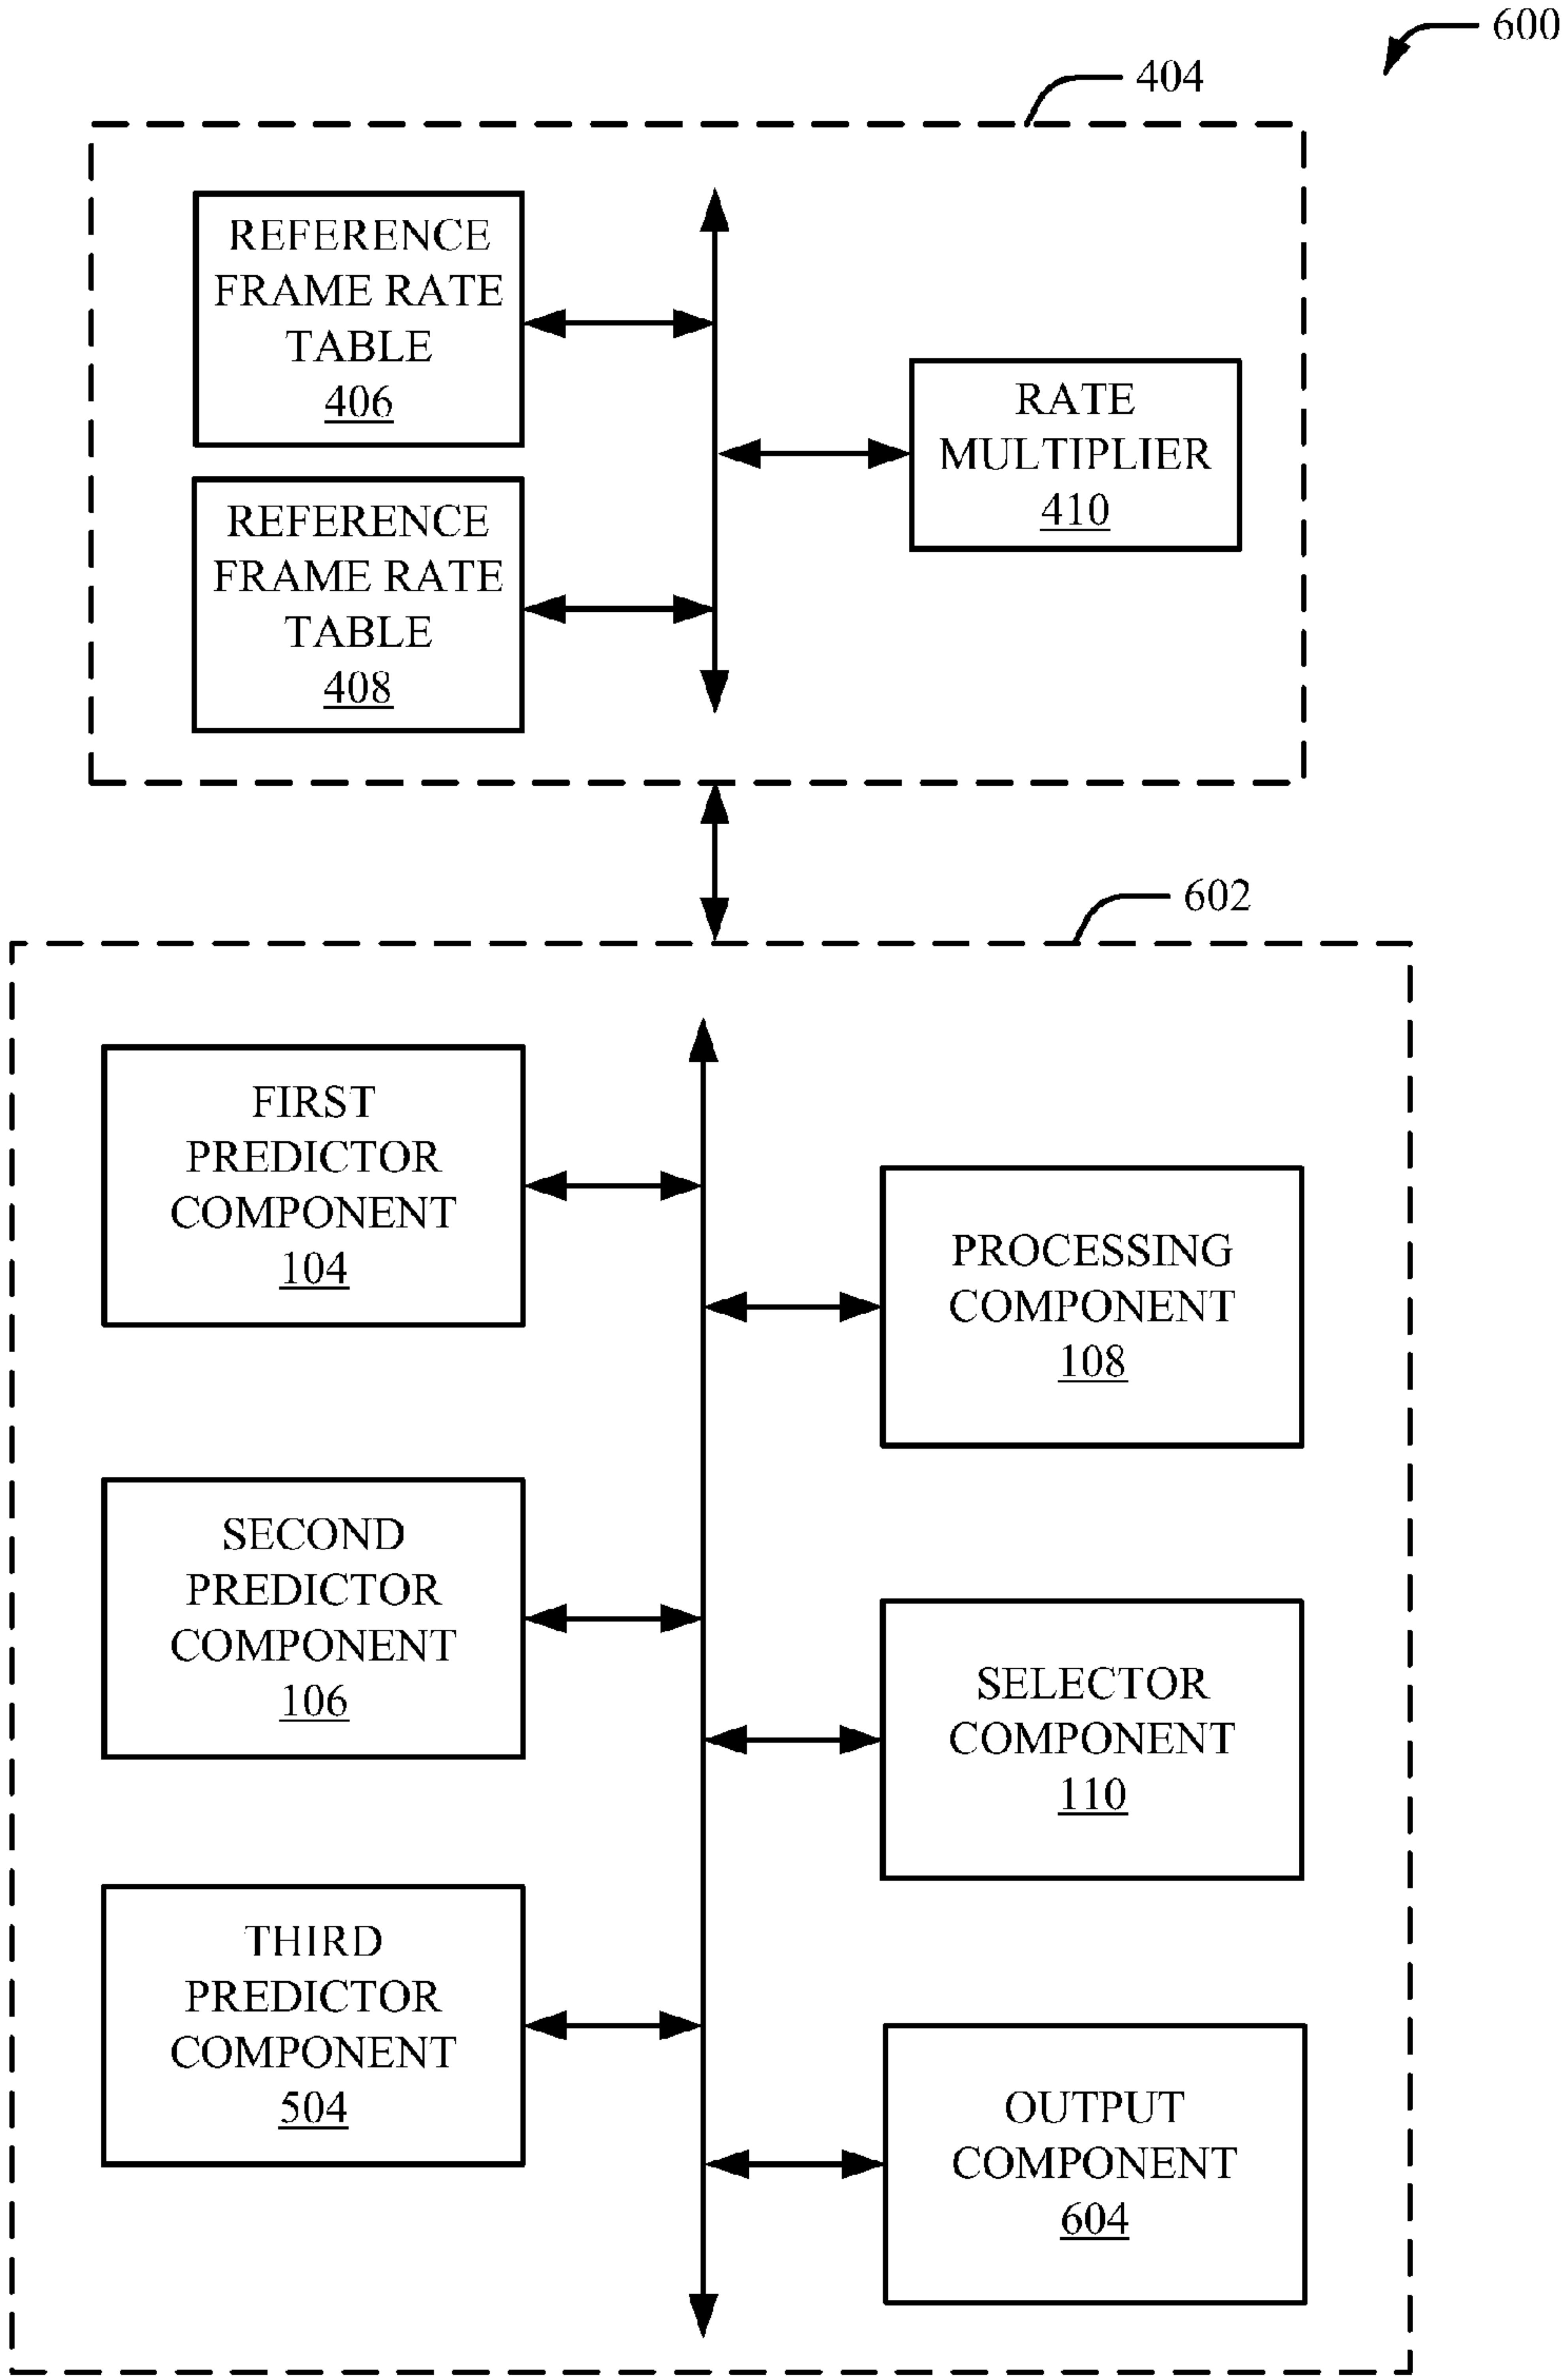 600
404
REFERENCE
FRAME RATE
TABLE
406
RATE
MULTIPLIER
410
REFERENCE
FRAME RATE
TABLE
408
602
FIRST
PREDICTOR
COMPONENT
104
PROCESSING
COMPONENT
108
SECOND
PREDICTOR
COMPONENT
106
SELECTOR
COMPONENT
110
THIRD
PREDICTOR
COMPONENT
504
OUTPUT
COMPONENT
604